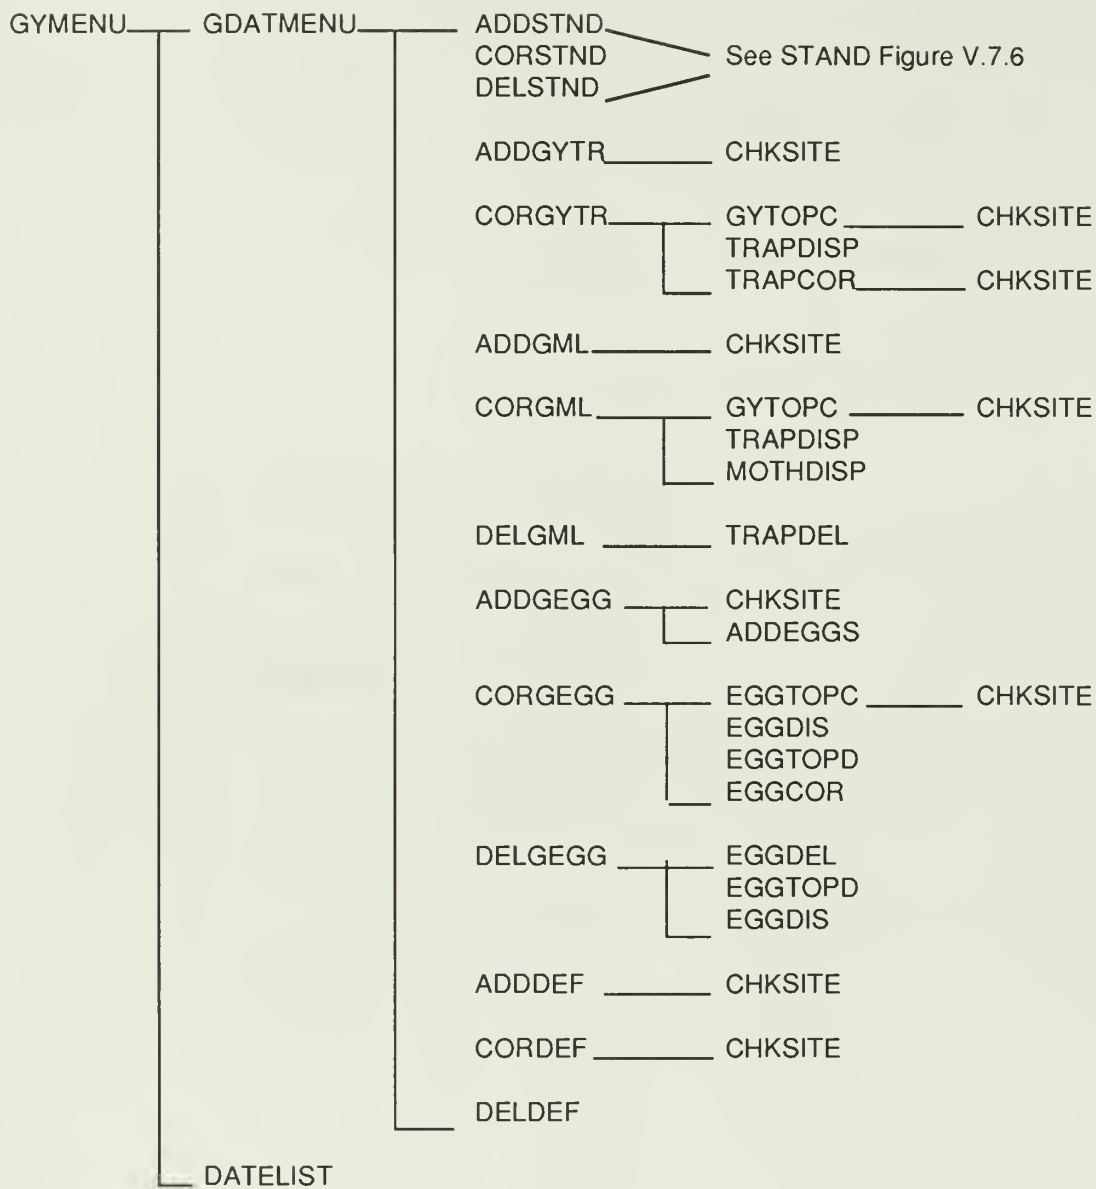 GYMENU GDATMENU ADDSTND
CORSTND See STAND Figure V.7.6
DELSTND
ADDGYTR CHKSITE
CORGYTR GYTOPC CHKSITE
TRAPDISP
TRAPCOR CHKSITE
ADDGML CHKSITE
CORGML GYTOPC CHKSITE
TRAPDISP
MOTHDISP
DELGML TRAPDEL
ADDGEGG CHKSITE
ADDEGGS
CORGEGG EGGTOPC CHKSITE
EGGDIS
EGGTOPD
EGGCOR
DELGEGG EGGDEL
EGGTOPD
EGGDIS
ADDDEF CHKSITE
CORDEF CHKSITE
DELDEF
DATELIST